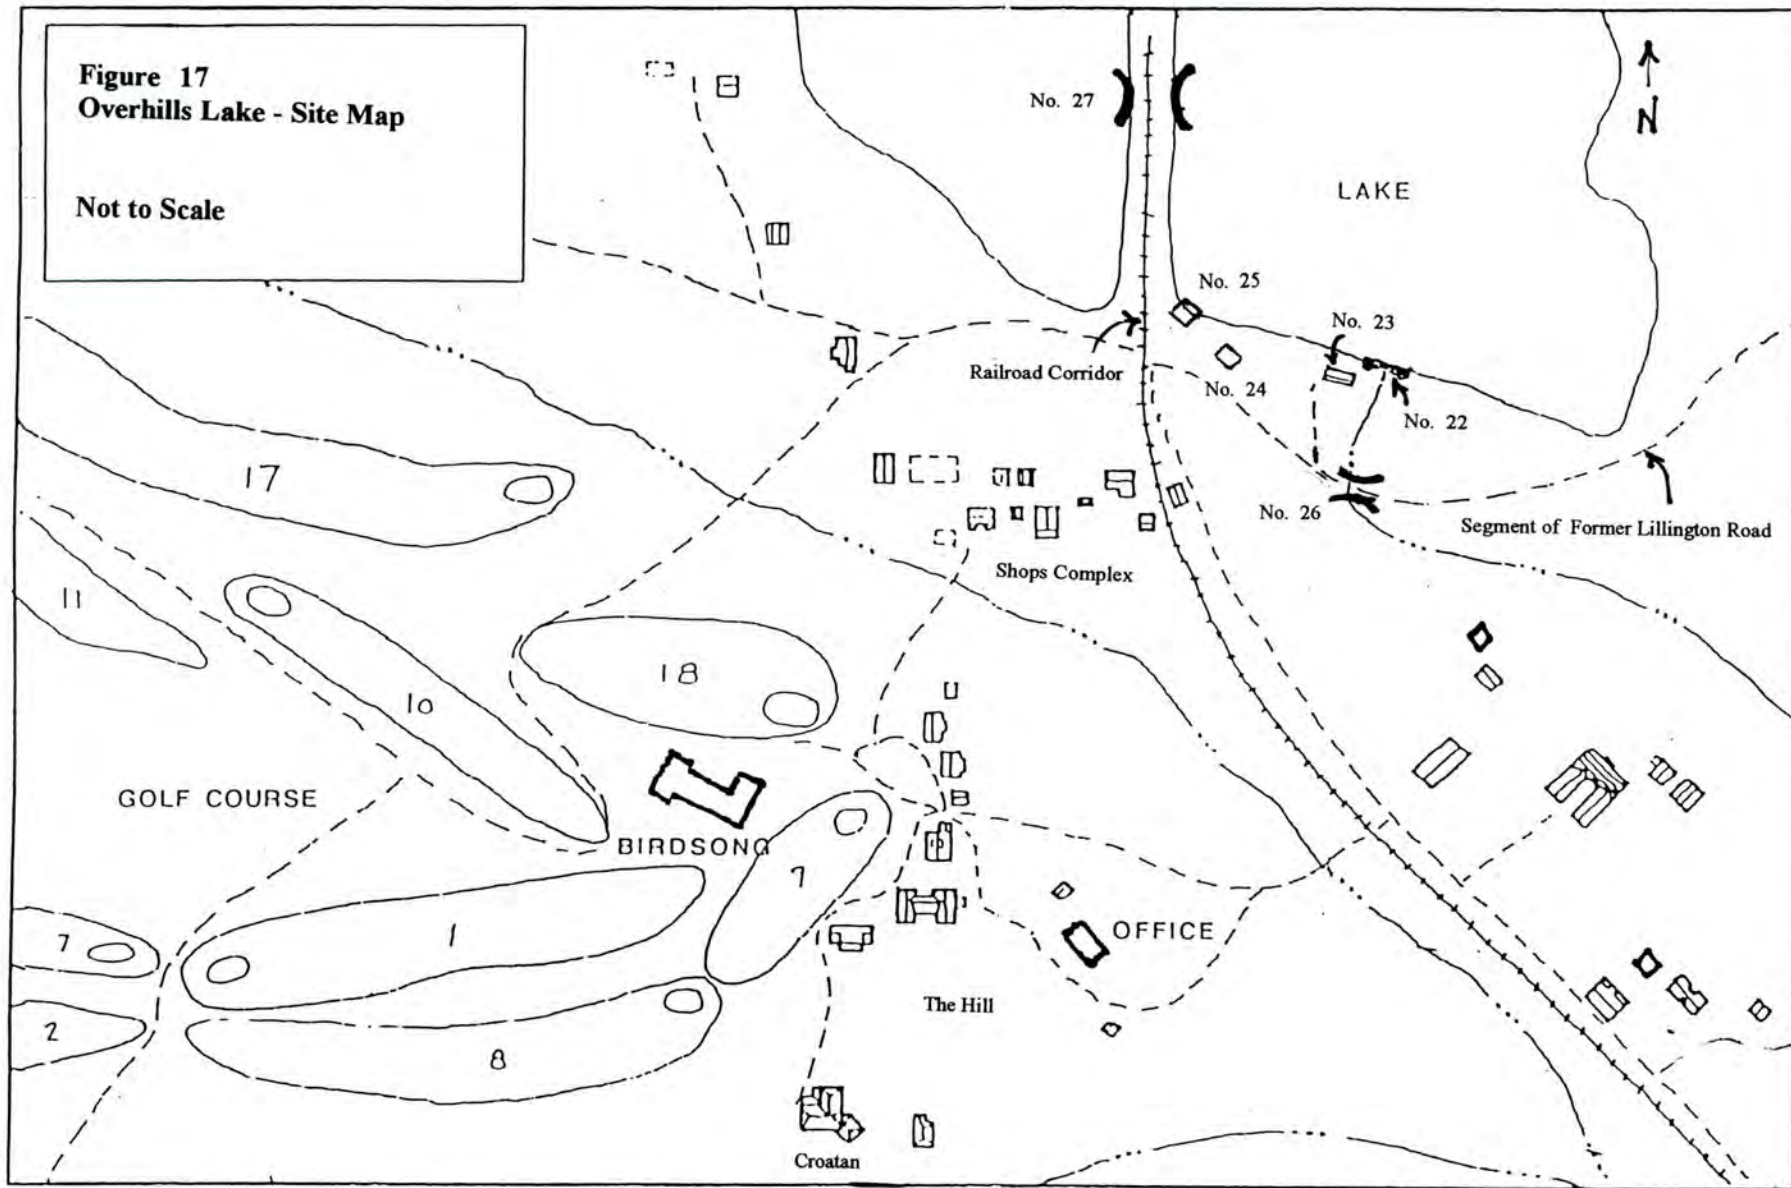 Figure 17
Overhills Lake - Site Map
Not to Scale
No. 27
N
LAKE
No. 25
No. 23
Railroad Corridor
No. 24
No. 22
17
No. 26
Segment of Former Lillington Road
Shops Complex
11
18
10
GOLF COURSE
BIRDSONG
9
1
OFFICE
7
The Hill
2
8
Croatan